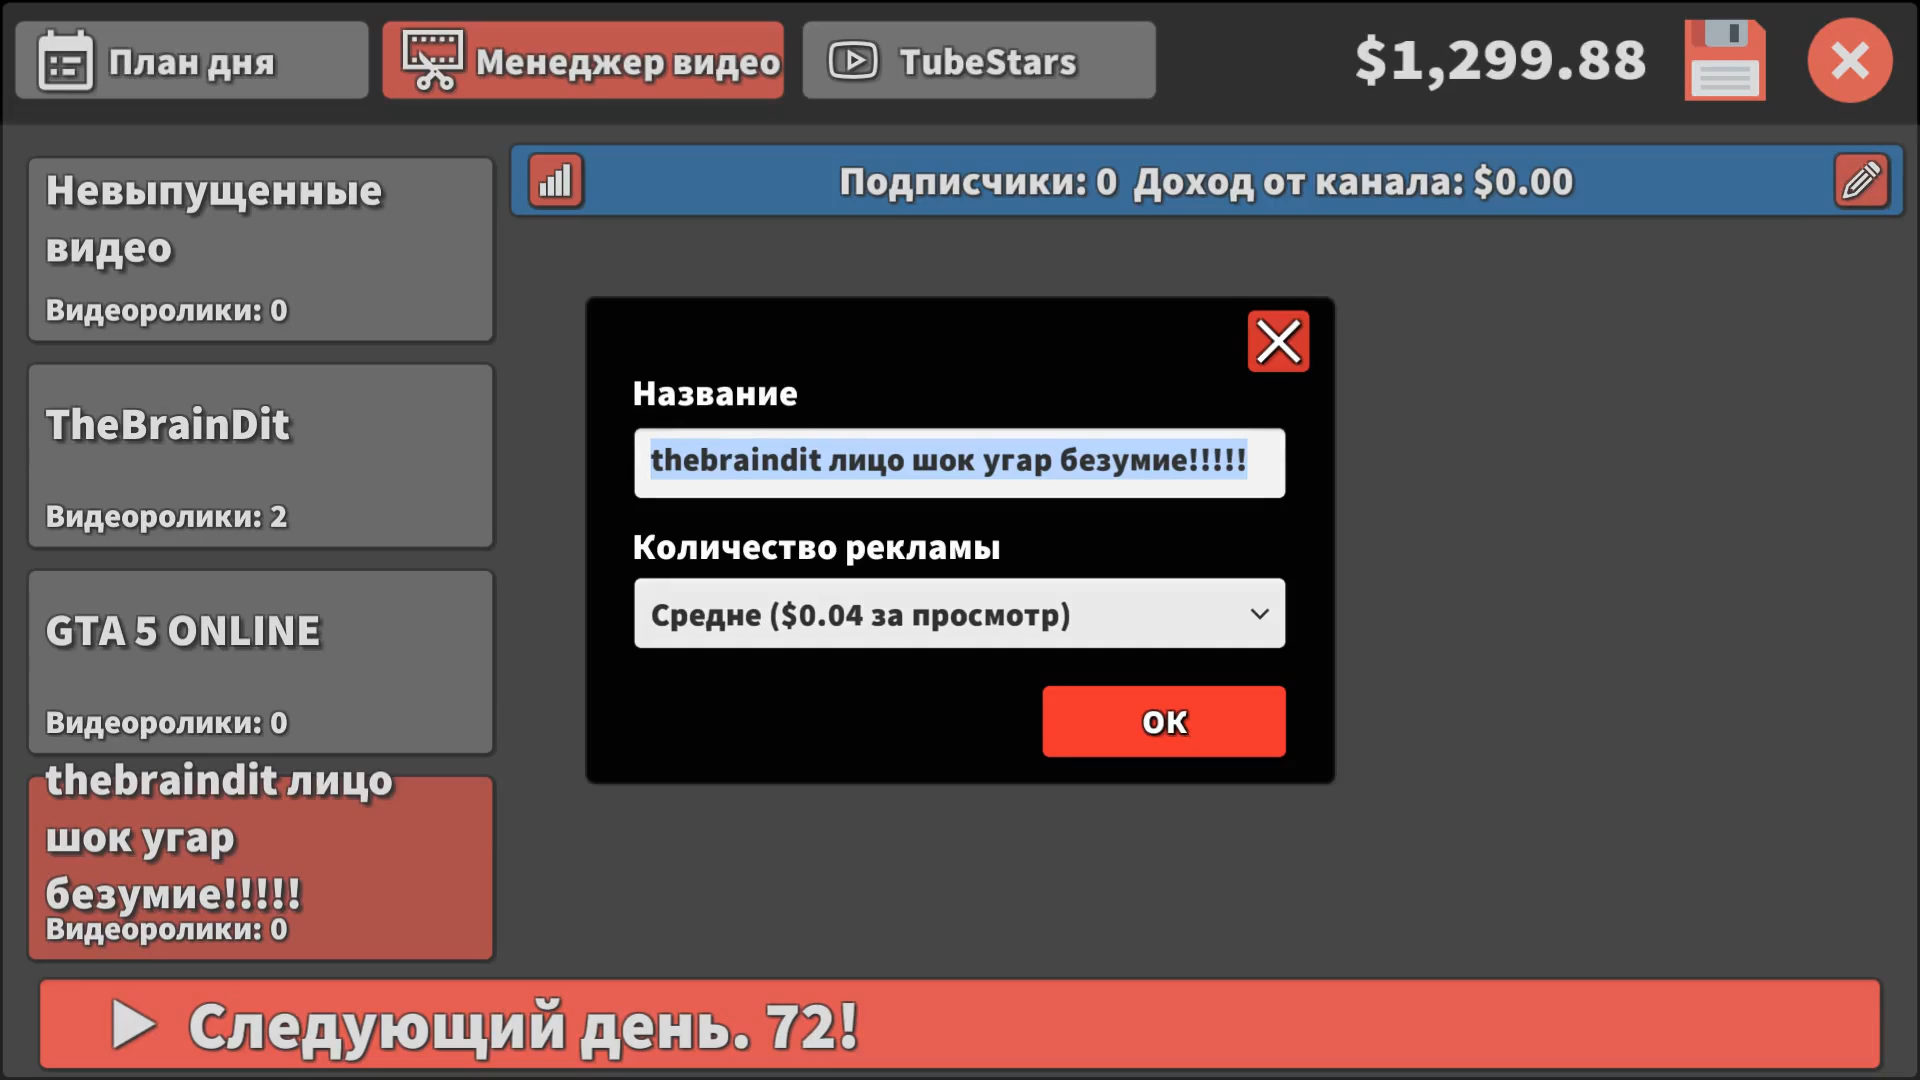 План дня
Менеджер видео
TubeStars
$1,299.88
Невыпущенные
видео
Видеоролики: 0
TheBrainDit
Видеоролики: 2
GTA 5 ONLINE
Видеоролики: 0
thebraindit лицо
шок угар
безумие!!!!!
Видеоролики: 0
Подписчики: 0 Доход от канала: $0.00
Название
thebraindit лицо шок угар безумие!!!!!
Количество рекламы
Средне ($0.04 за просмотр)
ОК
Следующий день. 72!